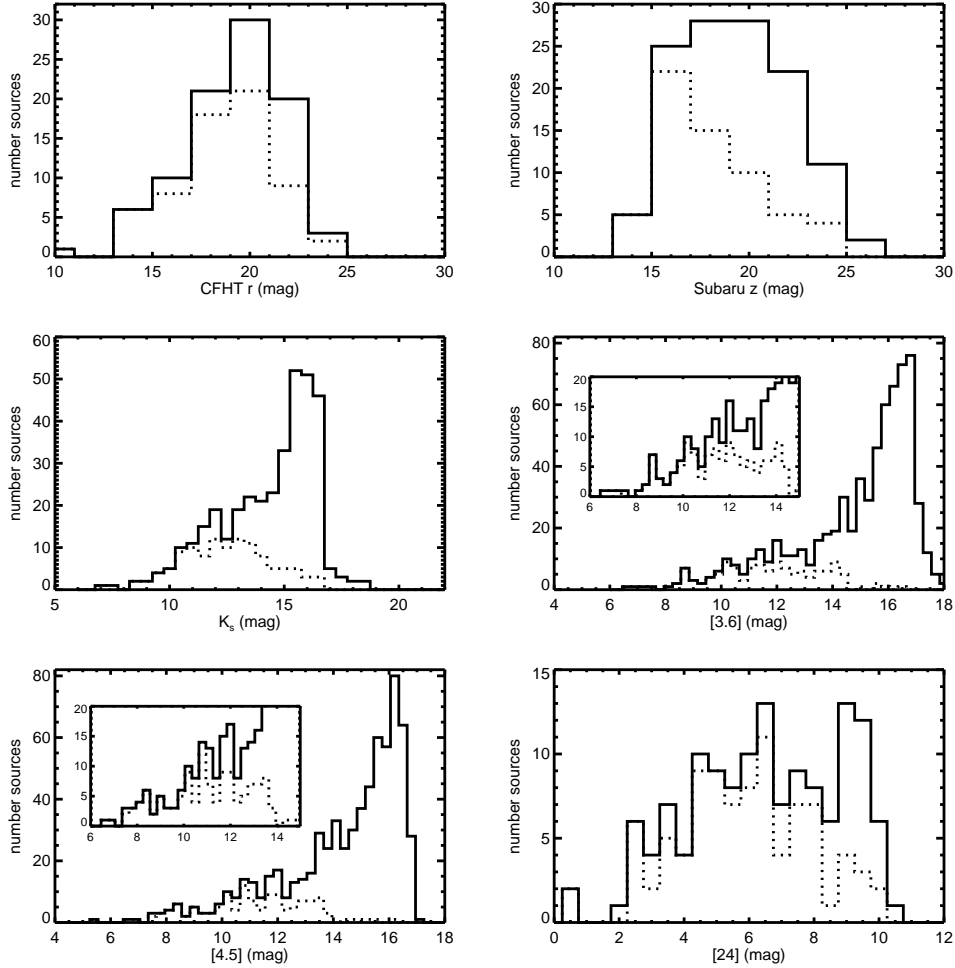 number sources
30
25
20
15
10
5
0
10 15 20 25 30
CFHT r (mag)
number sources
30
25
20
15
10
5
0
10 15 20 25 30
Subaru z (mag)
number sources
60
50
40
30
20
10
0
5 10 15 20
Ks (mag)
number sources
80
60
40
20
0
20
15
10
5
0
6 8 10 12 14
4 6 8 10 12 14 16 18
[3.6] (mag)
number sources
80
60
40
20
0
20
15
10
5
0
6 8 10 12 14
4 6 8 10 12 14 16 18
[4.5] (mag)
number sources
15
10
5
0
0 2 4 6 8 10 12
[24] (mag)